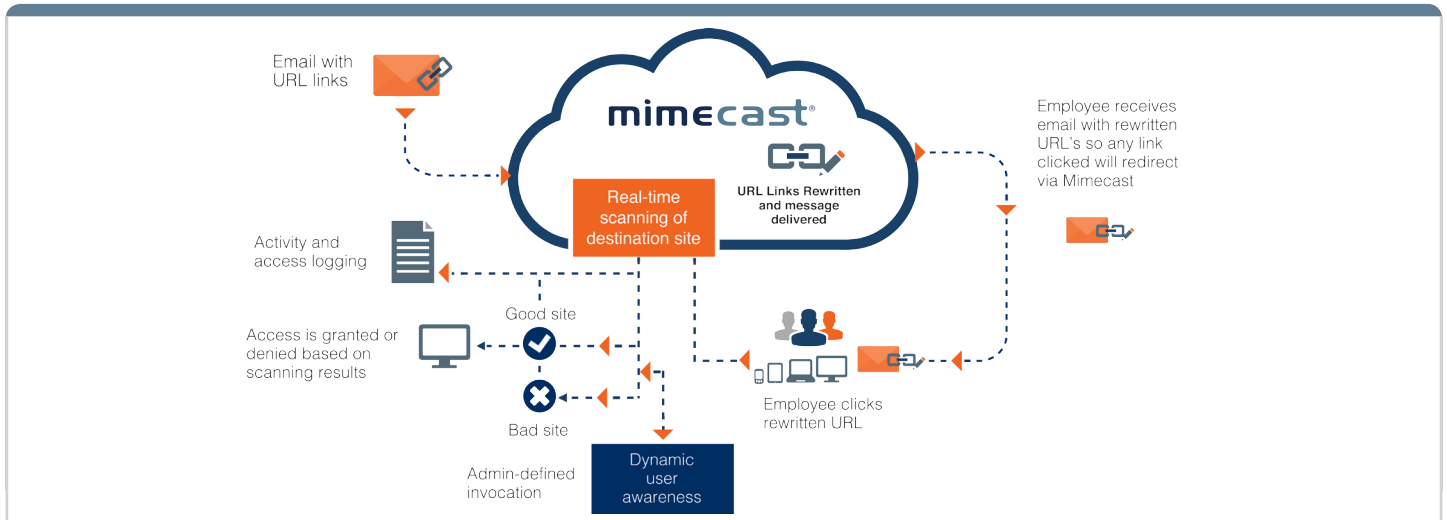 Email with
URL links
mimecast®
URL Links Rewritten
and message
delivered
Real-time
scanning of
destination site
Employee receives
email with rewritten
URL's so any link
clicked will redirect
via Mimecast
Activity and
access logging
Good site
Access is granted or
denied based on
scanning results
Bad site
Employee clicks
rewritten URL
Admin-defined
invocation
Dynamic
user
awareness